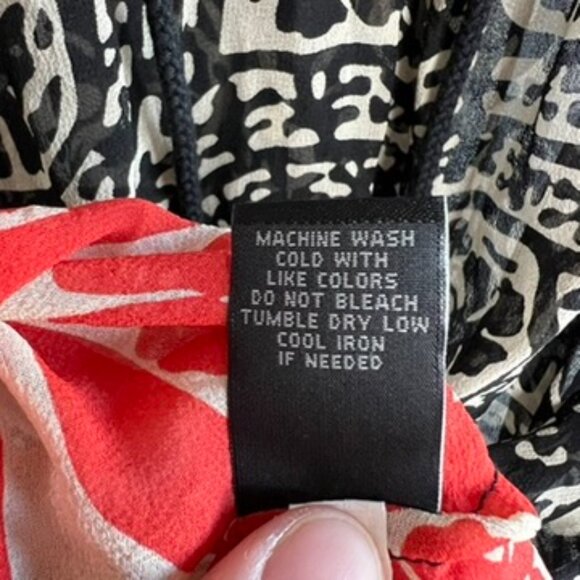 MACHINE WASH
COLD WITH
LIKE COLORS
DO NOT BLEACH
TUMBLE DRY LOW
COOL IRON
IF NEEDED